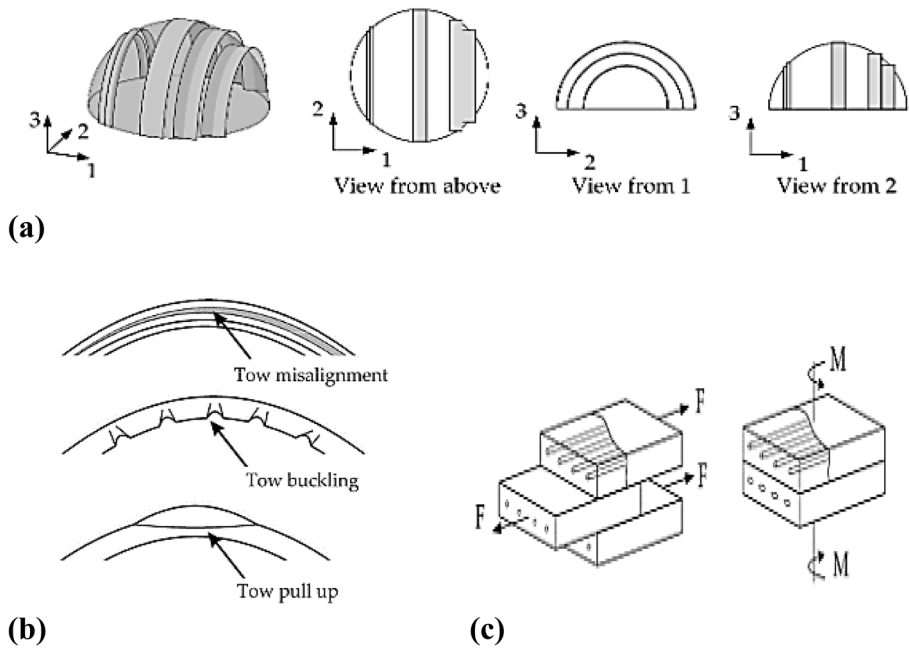 3
2
1
2
1
View from above
3
2
View from 1
3
1
View from 2
(a)
Tow misalignment
Tow buckling
Tow pull up
(b)
F
F
F
M
M
(c)